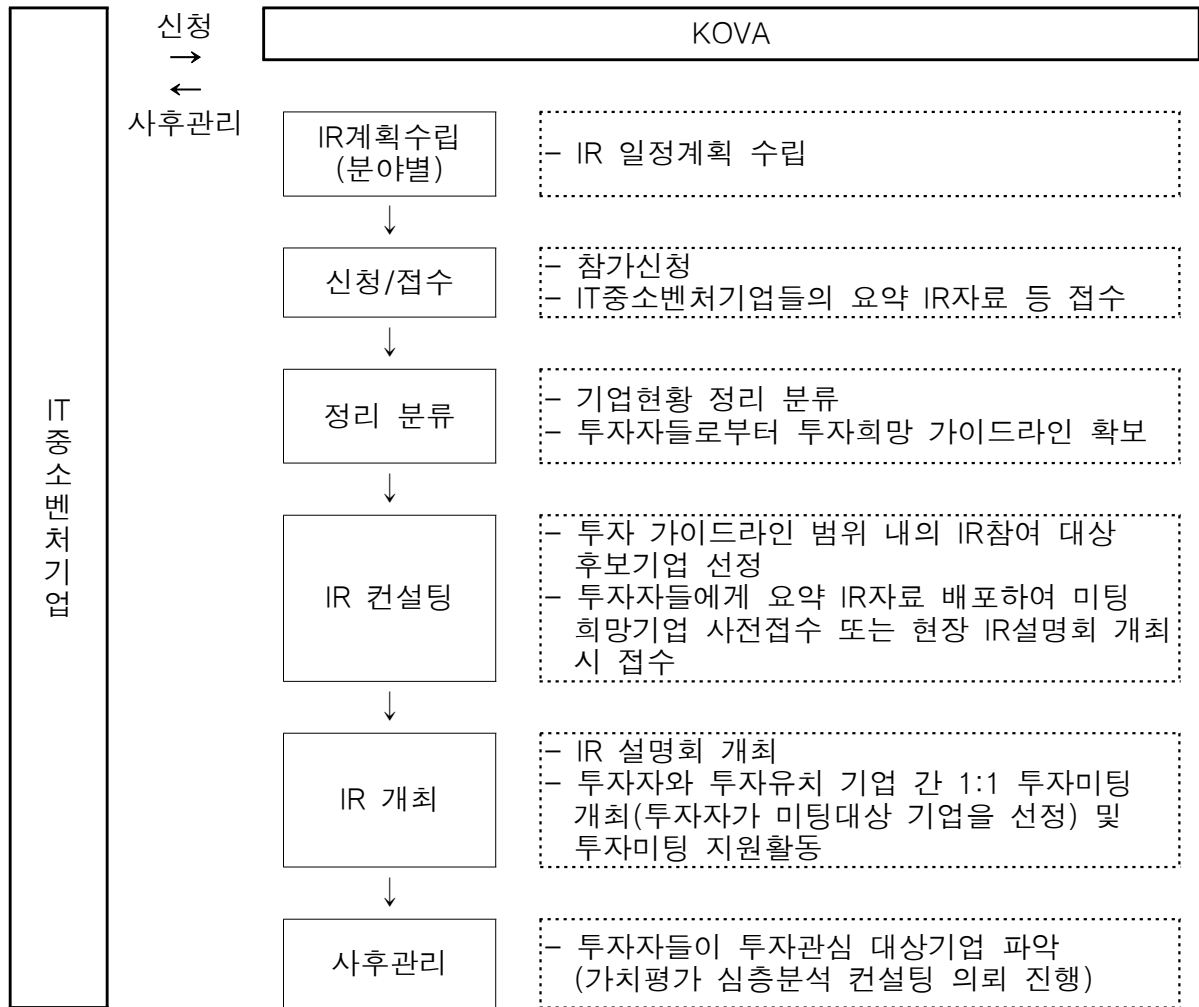 신청
→
←
사후관리
KOVA
IT
중
소
벤
처
기
업
IR계획수립
(분야별)
– IR 일정계획 수립
↓
신청/접수
– 참가신청
– IT중소벤처기업들의 요약 IR자료 등 접수
↓
정리 분류
– 기업현황 정리 분류
– 투자자들로부터 투자희망 가이드라인 확보
↓
IR 컨설팅
– 투자 가이드라인 범위 내의 IR참여 대상
후보기업 선정
– 투자자들에게 요약 IR자료 배포하여 미팅
희망기업 사전접수 또는 현장 IR설명회 개최
시 접수
↓
IR 개최
– IR 설명회 개최
– 투자자와 투자유치 기업 간 1:1 투자미팅
개최(투자자가 미팅대상 기업을 선정) 및
투자미팅 지원활동
↓
사후관리
– 투자자들이 투자관심 대상기업 파악
(가치평가 심층분석 컨설팅 의뢰 진행)